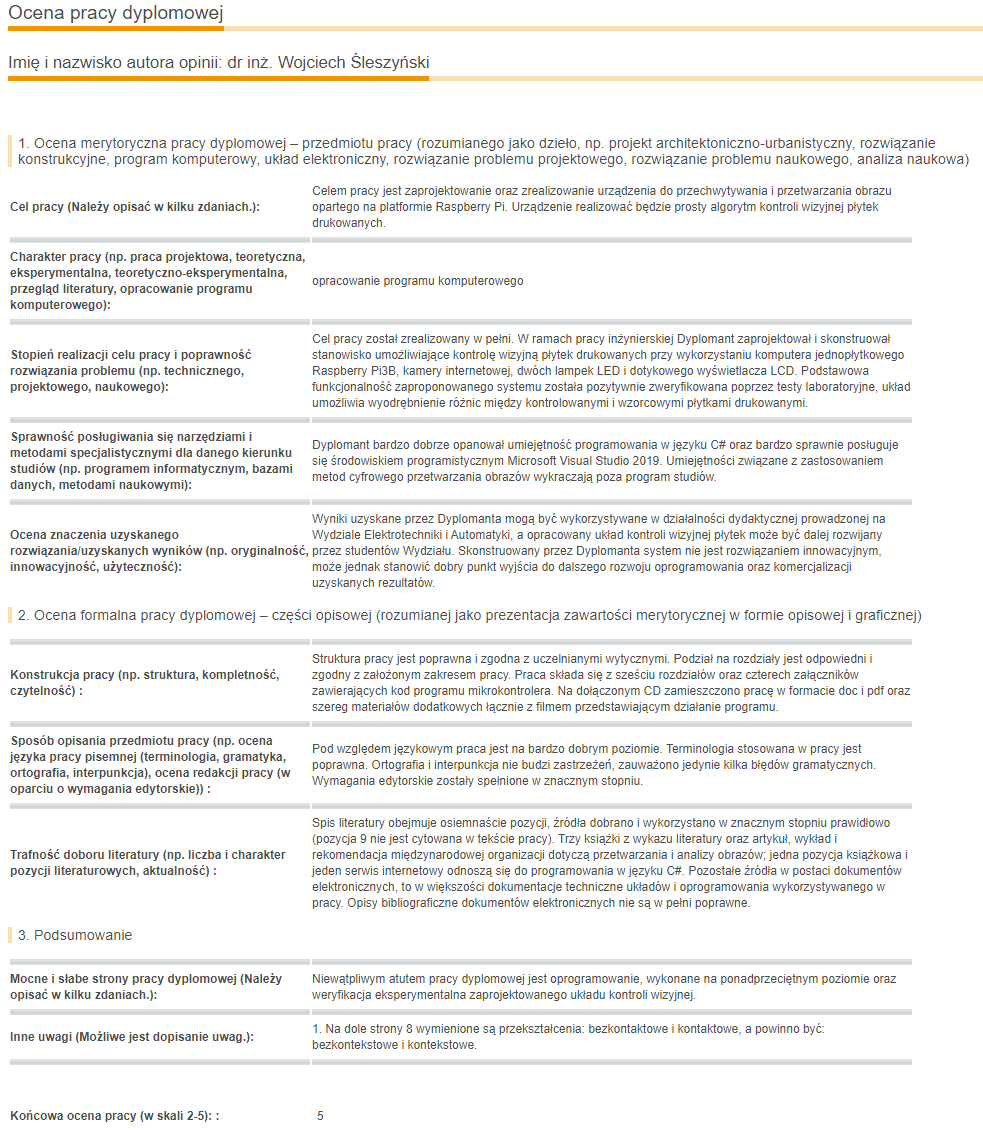 Ocena pracy dyplomowej
Imię i nazwisko autora opinii: dr inż. Wojciech Śleszyński
1. Ocena merytoryczna pracy dyplomowej – przedmiotu pracy (rozumianego jako dzieło, np. projekt architektoniczno-urbanistyczny, rozwiązanie
konstrukcyjne, program komputerowy, układ elektroniczny, rozwiązanie problemu projektowego, rozwiązanie problemu naukowego, analiza naukowa)
Cel pracy (Należy opisać w kilku zdaniach.):
Celem pracy jest zaprojektowanie oraz zrealizowanie urządzenia do przechwytywania i przetwarzania obrazu
opartego na platformie Raspberry Pi. Urządzenie realizować będzie prosty algorytm kontroli wizyjnej płytek
drukowanych.
Charakter pracy (np. praca projektowa, teoretyczna,
eksperymentalna, teoretyczno-eksperymentalna,
przegląd literatury, opracowanie programu
komputerowego):
opracowanie programu komputerowego
Stopień realizacji celu pracy i poprawność
rozwiązania problemu (np. technicznego,
projektowego, naukowego):
Cel pracy został zrealizowany w pełni. W ramach pracy inżynierskiej Dyplomant zaprojektował i skonstruował
stanowisko umożliwiające kontrolę wizyjną płytek drukowanych przy wykorzystaniu komputera jednopłytkowego
Raspberry Pi3B, kamery internetowej, dwóch lampek LED i dotykowego wyświetlacza LCD. Podstawowa
funkcjonalność zaproponowanego systemu została pozytywnie zweryfikowana poprzez testy laboratoryjne, układ
umożliwia wyodrębnienie różnic między kontrolowanymi i wzorcowymi płytkami drukowanymi.
Sprawność posługiwania się narzędziami i
metodami specjalistycznymi dla danego kierunku
studiów (np. programem informatycznym, bazami
danych, metodami naukowymi):
Dyplomant bardzo dobrze opanował umiejętność programowania w języku C# oraz bardzo sprawnie posługuje
się środowiskiem programistycznym Microsoft Visual Studio 2019. Umiejętności związane z zastosowaniem
metod cyfrowego przetwarzania obrazów wykraczają poza program studiów.
Ocena znaczenia uzyskanego
rozwiązania/uzyskanych wyników (np. oryginalność,
innowacyjność, użyteczność):
Wyniki uzyskane przez Dyplomanta mogą być wykorzystywane w działalności dydaktycznej prowadzonej na
Wydziale Elektrotechniki i Automatyki, a opracowany układ kontroli wizyjnej płytek może być dalej rozwijany
przez studentów Wydziału. Skonstruowany przez Dyplomanta system nie jest rozwiązaniem innowacyjnym,
może jednak stanowić dobry punkt wyjścia do dalszego rozwoju oprogramowania oraz komercjalizacji
uzyskanych rezultatów.
2. Ocena formalna pracy dyplomowej – części opisowej (rozumianej jako prezentacja zawartości merytorycznej w formie opisowej i graficznej)
Konstrukcja pracy (np. struktura, kompletność,
czytelność) :
Struktura pracy jest poprawna i zgodna z uczelnianymi wytycznymi. Podział na rozdziały jest odpowiedni i
zgodny z założonym zakresem pracy. Praca składa się z sześciu rozdziałów oraz czterech załączników
zawierających kod programu mikrokontrolera. Na dołączonym CD zamieszczono pracę w formacie doc i pdf oraz
szereg materiałów dodatkowych łącznie z filmem przedstawiającym działanie programu.
Sposób opisania przedmiotu pracy (np. ocena
języka pracy pisemnej (terminologia, gramatyka,
ortografia, interpunkcja), ocena redakcji pracy (w
oparciu o wymagania edytorskie)) :
Pod względem językowym praca jest na bardzo dobrym poziomie. Terminologia stosowana w pracy jest
poprawna. Ortografia i interpunkcja nie budzi zastrzeżeń, zauważono jedynie kilka błędów gramatycznych.
Wymagania edytorskie zostały spełnione w znacznym stopniu.
Trafność doboru literatury (np. liczba i charakter
pozycji literaturowych, aktualność) :
Spis literatury obejmuje osiemnaście pozycji, źródła dobrano i wykorzystano w znacznym stopniu prawidłowo
(pozycja 9 nie jest cytowana w tekście pracy). Trzy książki z wykazu literatury oraz artykuł, wykład i
rekomendacja międzynarodowej organizacji dotyczą przetwarzania i analizy obrazów; jedna pozycja książkowa i
jeden serwis internetowy odnoszą się do programowania w języku C#. Pozostałe źródła w postaci dokumentów
elektronicznych, to w większości dokumentacje techniczne układów i oprogramowania wykorzystywanego w
pracy. Opisy bibliograficzne dokumentów elektronicznych nie są w pełni poprawne.
3. Podsumowanie
Mocne i słabe strony pracy dyplomowej (Należy
opisać w kilku zdaniach.):
Niewątpliwym atutem pracy dyplomowej jest oprogramowanie, wykonane na ponadprzeciętnym poziomie oraz
weryfikacja eksperymentalna zaprojektowanego układu kontroli wizyjnej.
Inne uwagi (Możliwe jest dopisanie uwag.):
1. Na dole strony 8 wymienione są przekształcenia: bezkontaktowe i kontaktowe, a powinno być:
bezkontekstowe i kontekstowe.
Końcowa ocena pracy (w skali 2-5): :
5